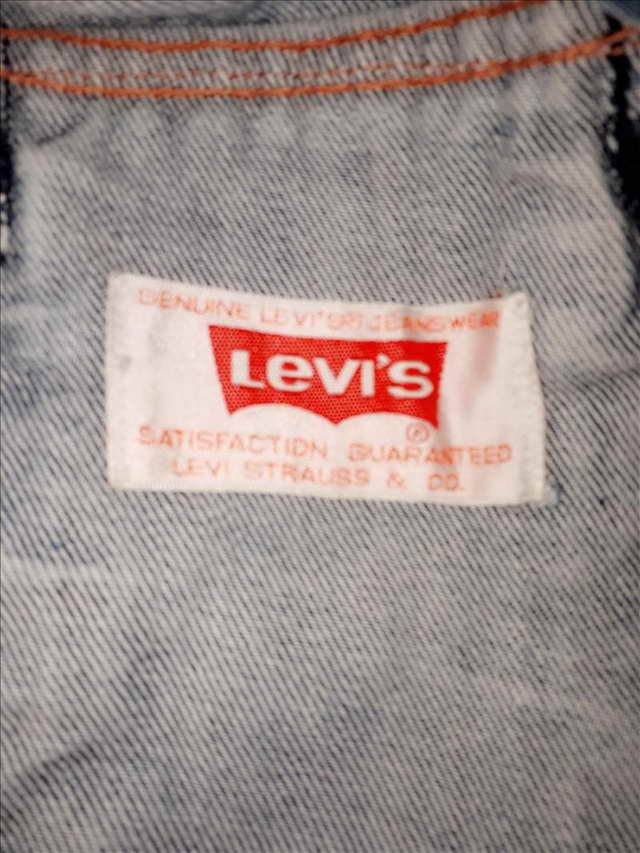 GENUINE LEVI'S(R) JEANSWEAR
LEVI'S
®
SATISFACTION GUARANTEED
LEVI STRAUSS & CO.